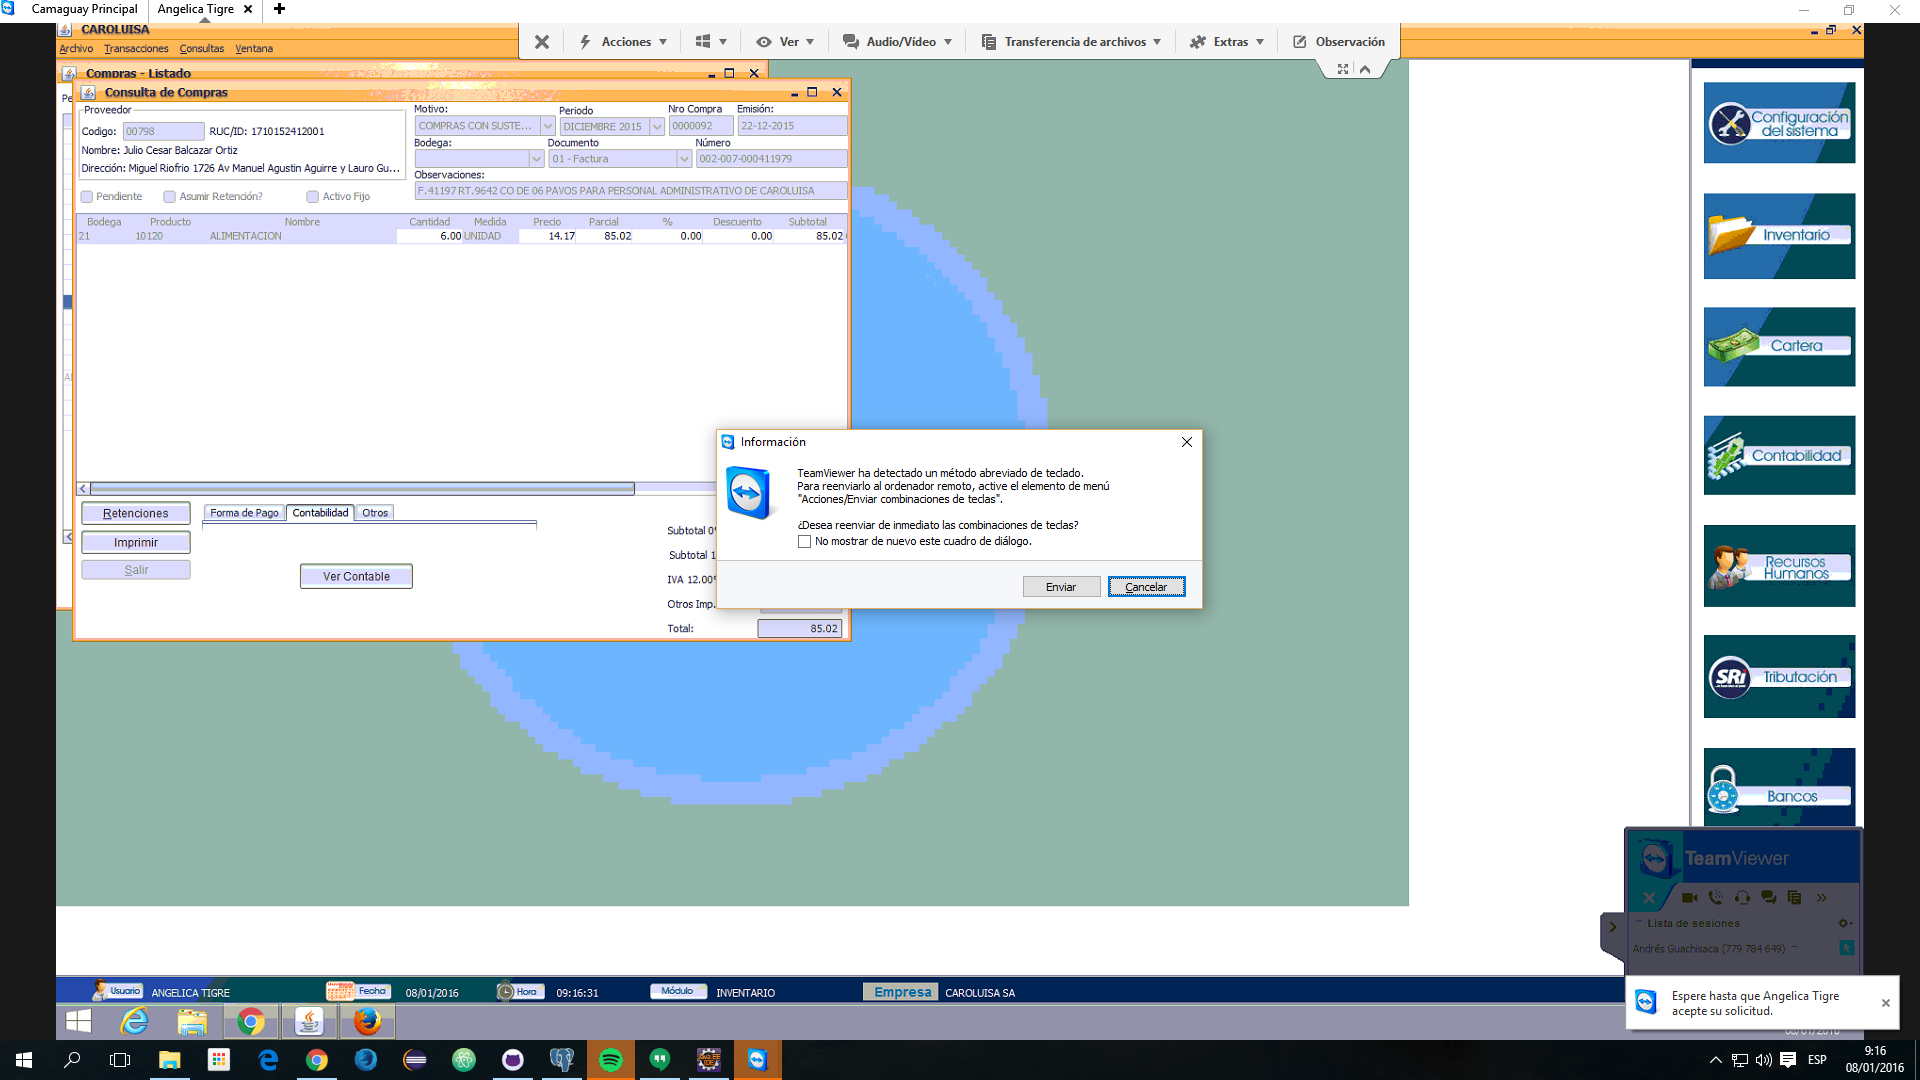 Camaguay Principal
Angelica Tigre
CAROLUISA
Archivo Transacciones Consultas Ventana
Acciones
Ver
Audio/Vídeo
Transferencia de archivos
Extras
Observación
Compras - Listado
Consulta de Compras
Proveedor
Codigo: 00798 RUC/ID: 1710152412001
Nombre: Julio Cesar Balcazar Ortiz
Dirección: Miguel Riofrio 1726 Av Manuel Agustin Aguirre y Lauro Gu...
Motivo: Periodo Nro Compra Emisión:
COMPRAS CON SUSTE... DICIEMBRE 2015 0000092 22-12-2015
Bodega: Documento Número
01 - Factura 002-007-000411979
Observaciones:
F.41197 RT.9642 CO DE 06 PAVOS PARA PERSONAL ADMINISTRATIVO DE CAROLUISA
Pendiente Asumir Retención? Activo Fijo
Bodega Producto Nombre Cantidad Medida Precio Parcial % Descuento Subtotal
21 10120 ALIMENTACION 6.00 UNIDAD 14.17 85.02 0.00 0.00 85.02
Retenciones
Imprimir
Salir
Forma de Pago Contabilidad Otros
Ver Contable
Subtotal 0
Subtotal 1
IVA 12.00
Otros Imp.
Total: 85.02
Información
TeamViewer ha detectado un método abreviado de teclado.
Para reenviarlo al ordenador remoto, active el elemento de menú
"Acciones/Enviar combinaciones de teclas".
¿Desea reenviar de inmediato las combinaciones de teclas?
No mostrar de nuevo este cuadro de diálogo.
Enviar Cancelar
Configuración
del sistema
Inventario
Cartera
Contabilidad
Recursos
Humanos
SRi Tributación
Bancos
TeamViewer
Lista de sesiones
Andrés Guachisaca (779 784 649)
Espere hasta que Angelica Tigre
acepte su solicitud.
Usuario ANGELICA TIGRE Fecha 08/01/2016 Hora 09:16:31 Módulo INVENTARIO Empresa CAROLUISA SA
08/01/2016
ESP
9:16
08/01/2016